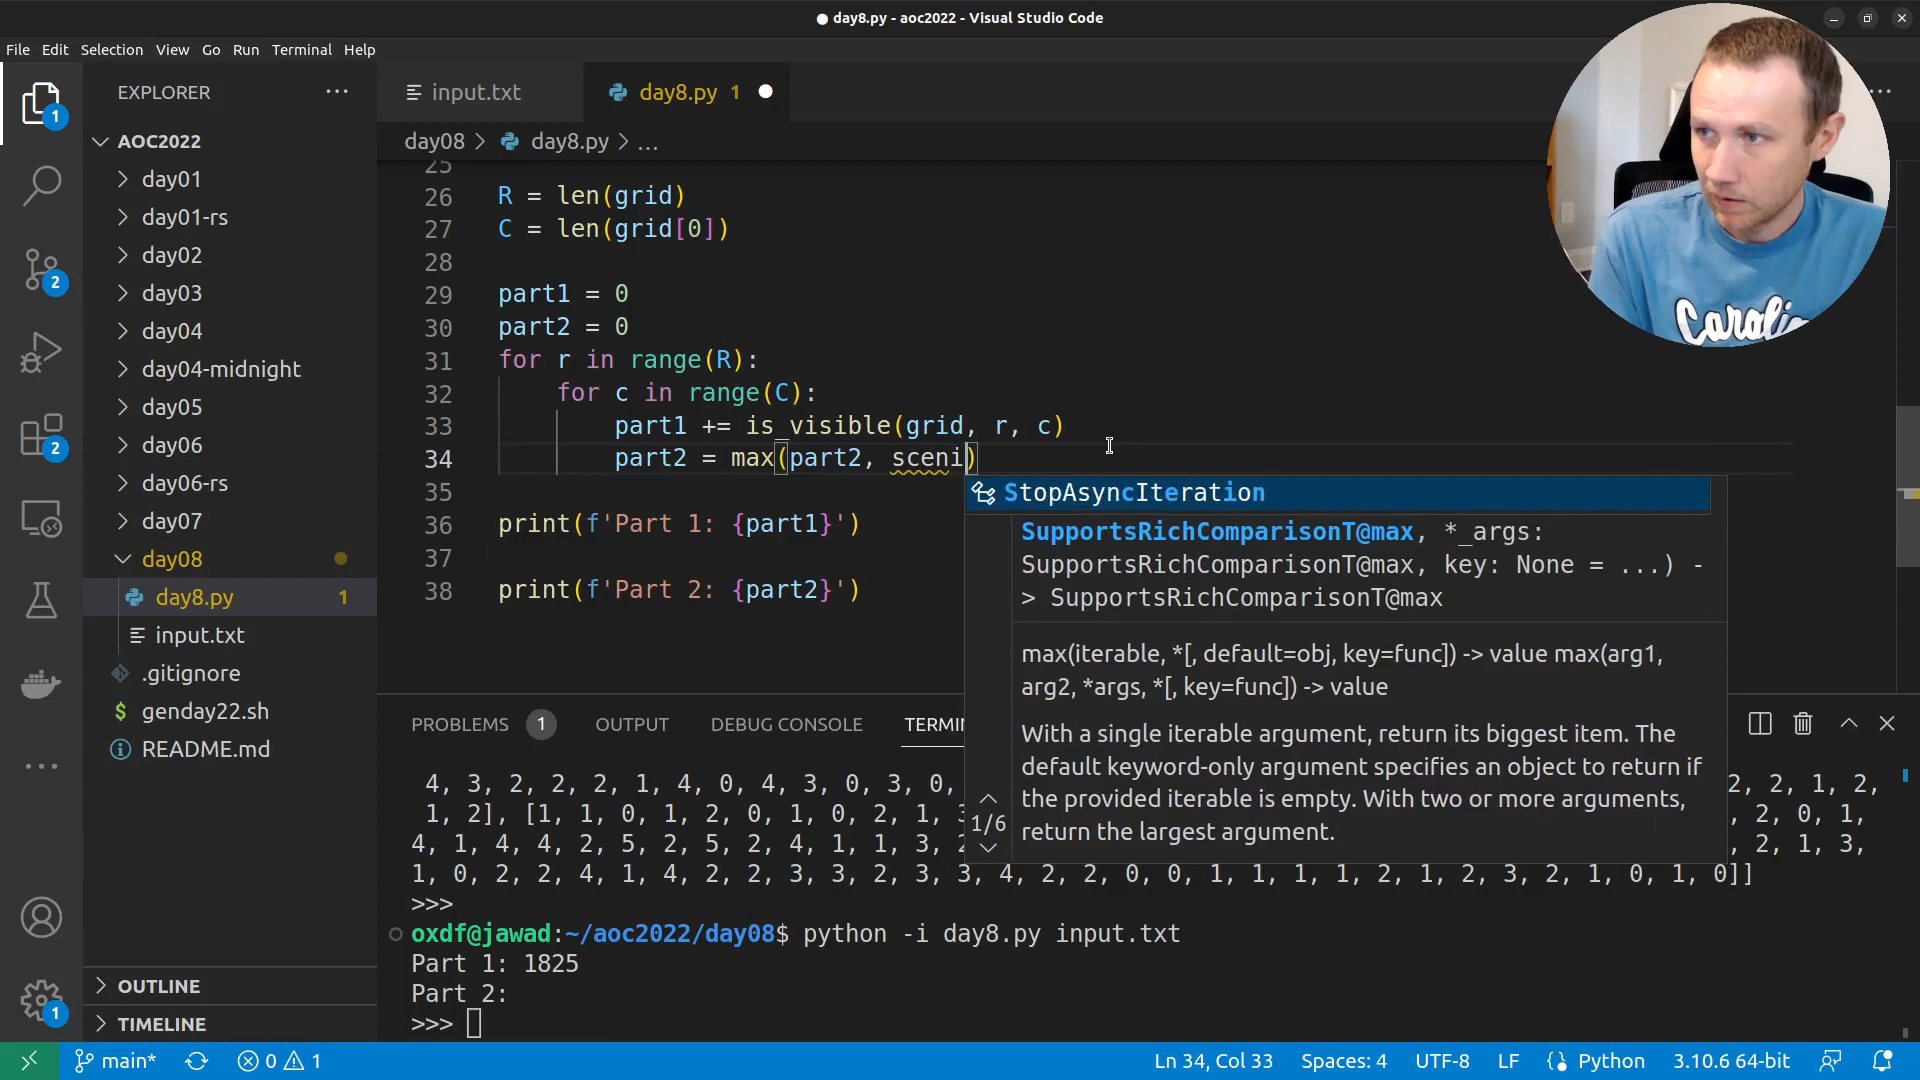 day8.py - aoc2022 - Visual Studio Code
File Edit Selection View Go Run Terminal Help
EXPLORER
input.txt
day8.py 1
1
AOC2022
day01
day01-rs
day02
2
day03
day04
day04-midnight
day05
2
day06
day06-rs
day07
day08
day8.py 1
input.txt
.gitignore
genday22.sh
README.md
OUTLINE
1
TIMELINE
day08 > day8.py > ...
25
26 R = len(grid)
27 C = len(grid[0])
28
29 part1 = 0
30 part2 = 0
31 for r in range(R):
32 for c in range(C):
33 part1 += is_visible(grid, r, c)
34 part2 = max(part2, sceni)
35
36 print(f'Part 1: {part1}')
37
38 print(f'Part 2: {part2}')
StopAsyncIteration
SupportsRichComparisonT@max, *_args:
SupportsRichComparisonT@max, key: None = ...) -
> SupportsRichComparisonT@max
max(iterable, *[, default=obj, key=func]) -> value max(arg1,
arg2, *args, *[, key=func]) -> value
With a single iterable argument, return its biggest item. The
default keyword-only argument specifies an object to return if
the provided iterable is empty. With two or more arguments,
return the largest argument.
1/6
PROBLEMS 1 OUTPUT DEBUG CONSOLE TERMIN
4, 3, 2, 2, 2, 1, 4, 0, 4, 3, 0, 3, 0, 2, 2, 1, 2,
1, 2], [1, 1, 0, 1, 2, 0, 1, 0, 2, 1, 2, 0, 1,
4, 1, 4, 4, 2, 5, 2, 5, 2, 4, 1, 1, 3, 2, 1, 3,
1, 0, 2, 2, 4, 1, 4, 2, 2, 3, 3, 2, 3, 3, 4, 2, 2, 0, 0, 1, 1, 1, 1, 2, 1, 2, 3, 2, 1, 0, 1, 0]]
>>>
oxdf@jawad:~/aoc2022/day08$ python -i day8.py input.txt
Part 1: 1825
Part 2:
>>>
main* 0 1 Ln 34, Col 33 Spaces: 4 UTF-8 LF Python 3.10.6 64-bit